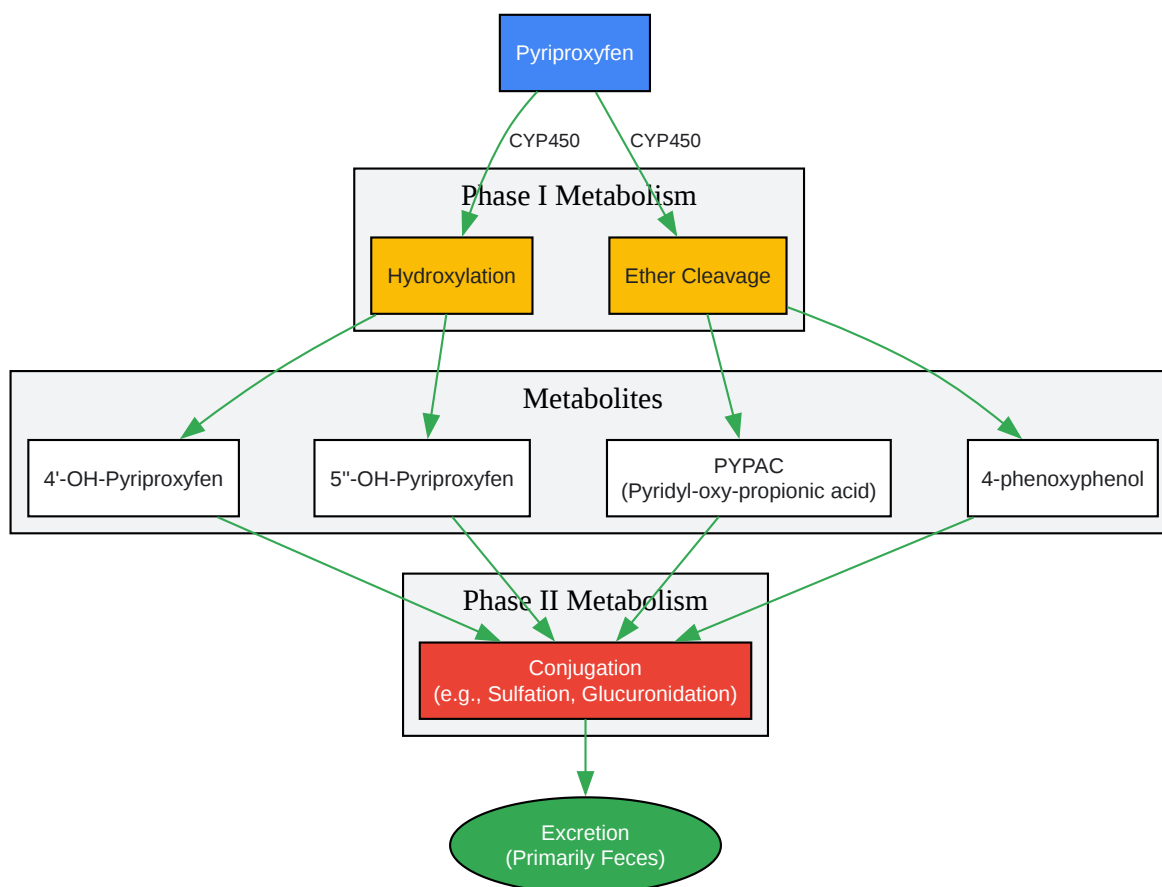 Pyriproxyfen
CYP450
CYP450
Phase I Metabolism
Hydroxylation
Ether Cleavage
Metabolites
4'-OH-Pyriproxyfen
5''-OH-Pyriproxyfen
PYPAC
(Pyridyl-oxy-propionic acid)
4-phenoxyphenol
Phase II Metabolism
Conjugation
(e.g., Sulfation, Glucuronidation)
Excretion
(Primarily Feces)